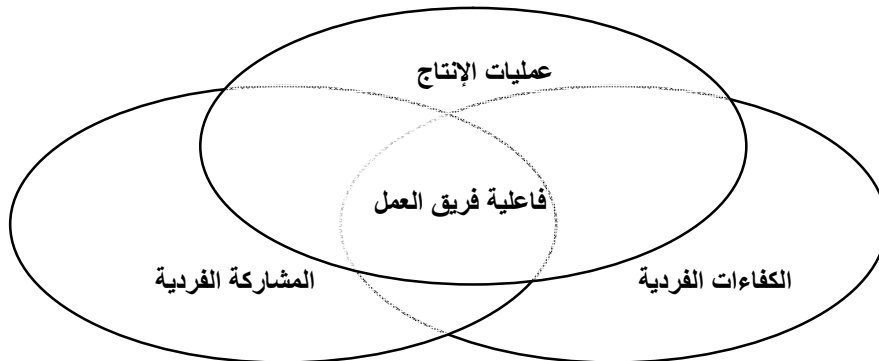 عمليات الإنتاج
فاعلية فريق العمل
الكفاءات الفردية
المشاركة الفردية